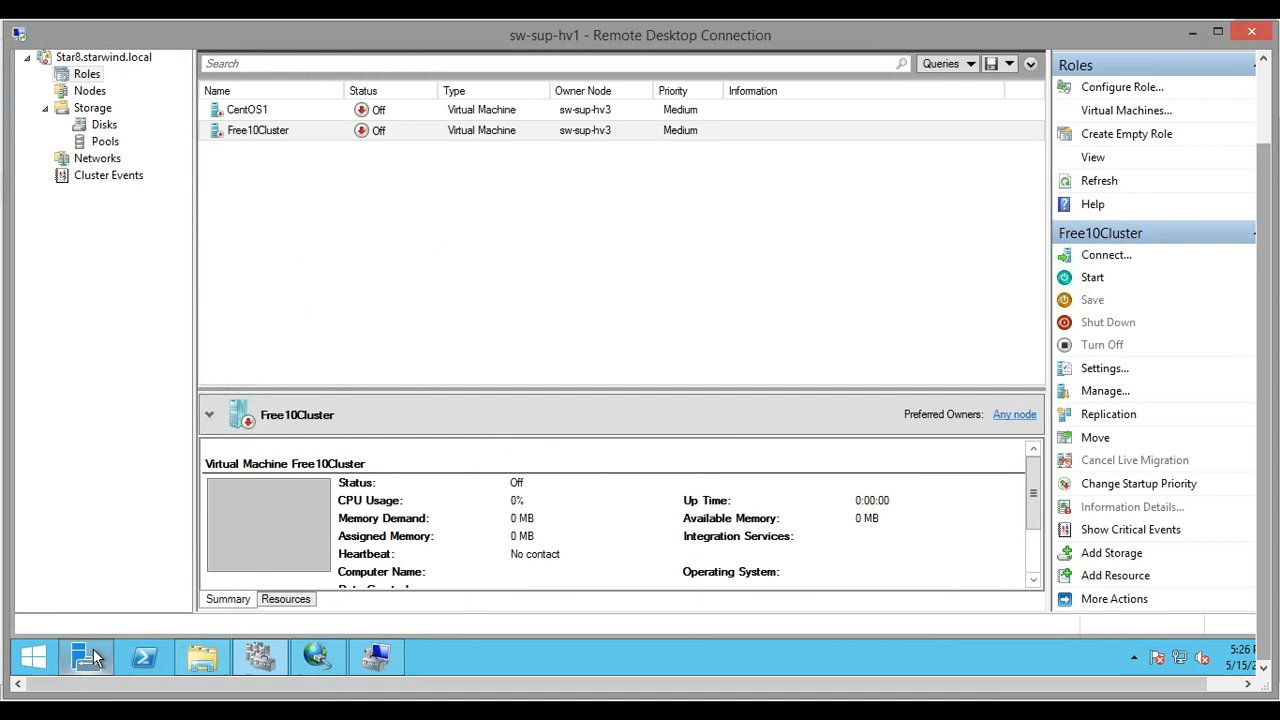 sw-sup-hv1 - Remote Desktop Connection
Star8.starwind.local
Roles
Nodes
Storage
Disks
Pools
Networks
Cluster Events
Search
Queries
Name Status Type Owner Node Priority Information
CentOS1 Off Virtual Machine sw-sup-hv3 Medium
Free10Cluster Off Virtual Machine sw-sup-hv3 Medium
Free10Cluster Preferred Owners: Any node
Virtual Machine Free10Cluster
Status: Off
CPU Usage: 0% Up Time: 0:00:00
Memory Demand: 0 MB Available Memory: 0 MB
Assigned Memory: 0 MB Integration Services:
Heartbeat: No contact
Computer Name: Operating System:
Summary Resources
Roles
Configure Role...
Virtual Machines...
Create Empty Role
View
Refresh
Help
Free10Cluster
Connect...
Start
Save
Shut Down
Turn Off
Settings...
Manage...
Replication
Move
Cancel Live Migration
Change Startup Priority
Information Details...
Show Critical Events
Add Storage
Add Resource
More Actions
5:26
5/15/2